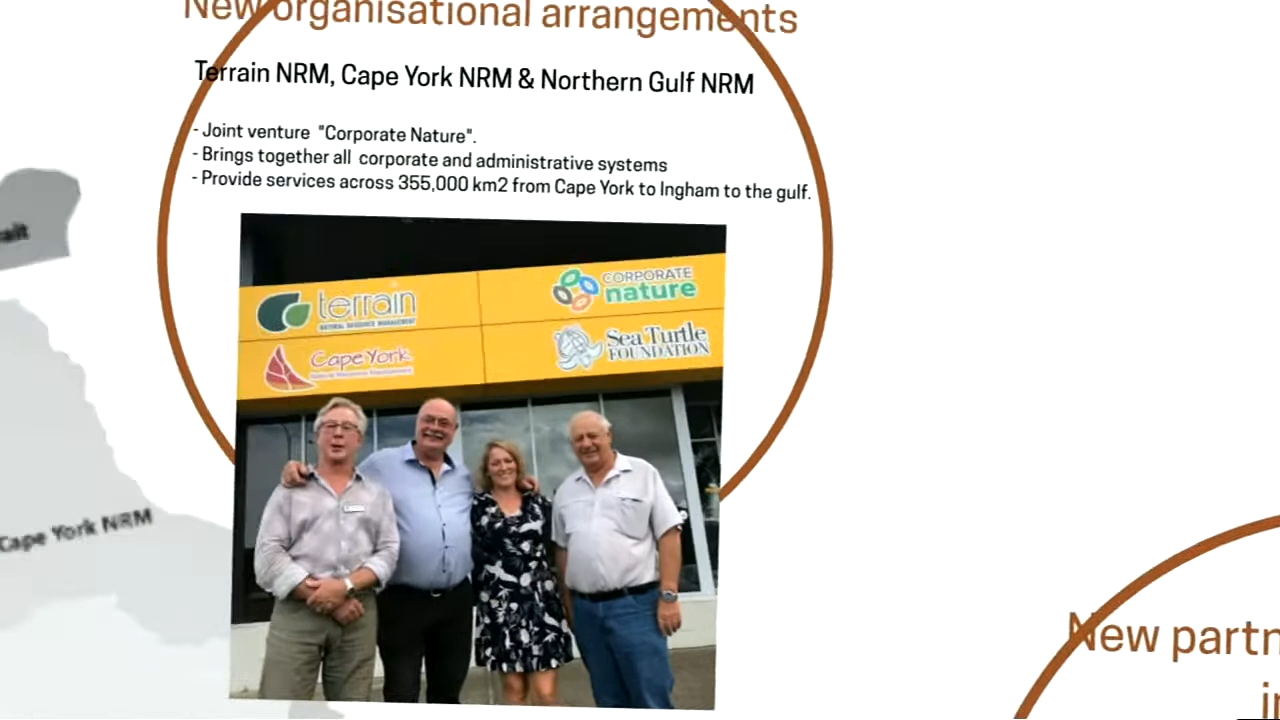 New organisational arrangements
Terrain NRM, Cape York NRM & Northern Gulf NRM
- Joint venture "Corporate Nature".
- Brings together all corporate and administrative systems
- Provide services across 355,000 km2 from Cape York to Ingham to the gulf.
terrain
NATURAL RESOURCE MANAGEMENT
CORPORATE
nature
Cape York
Sea Turtle
FOUNDATION
Cape York NRM
New partn
in